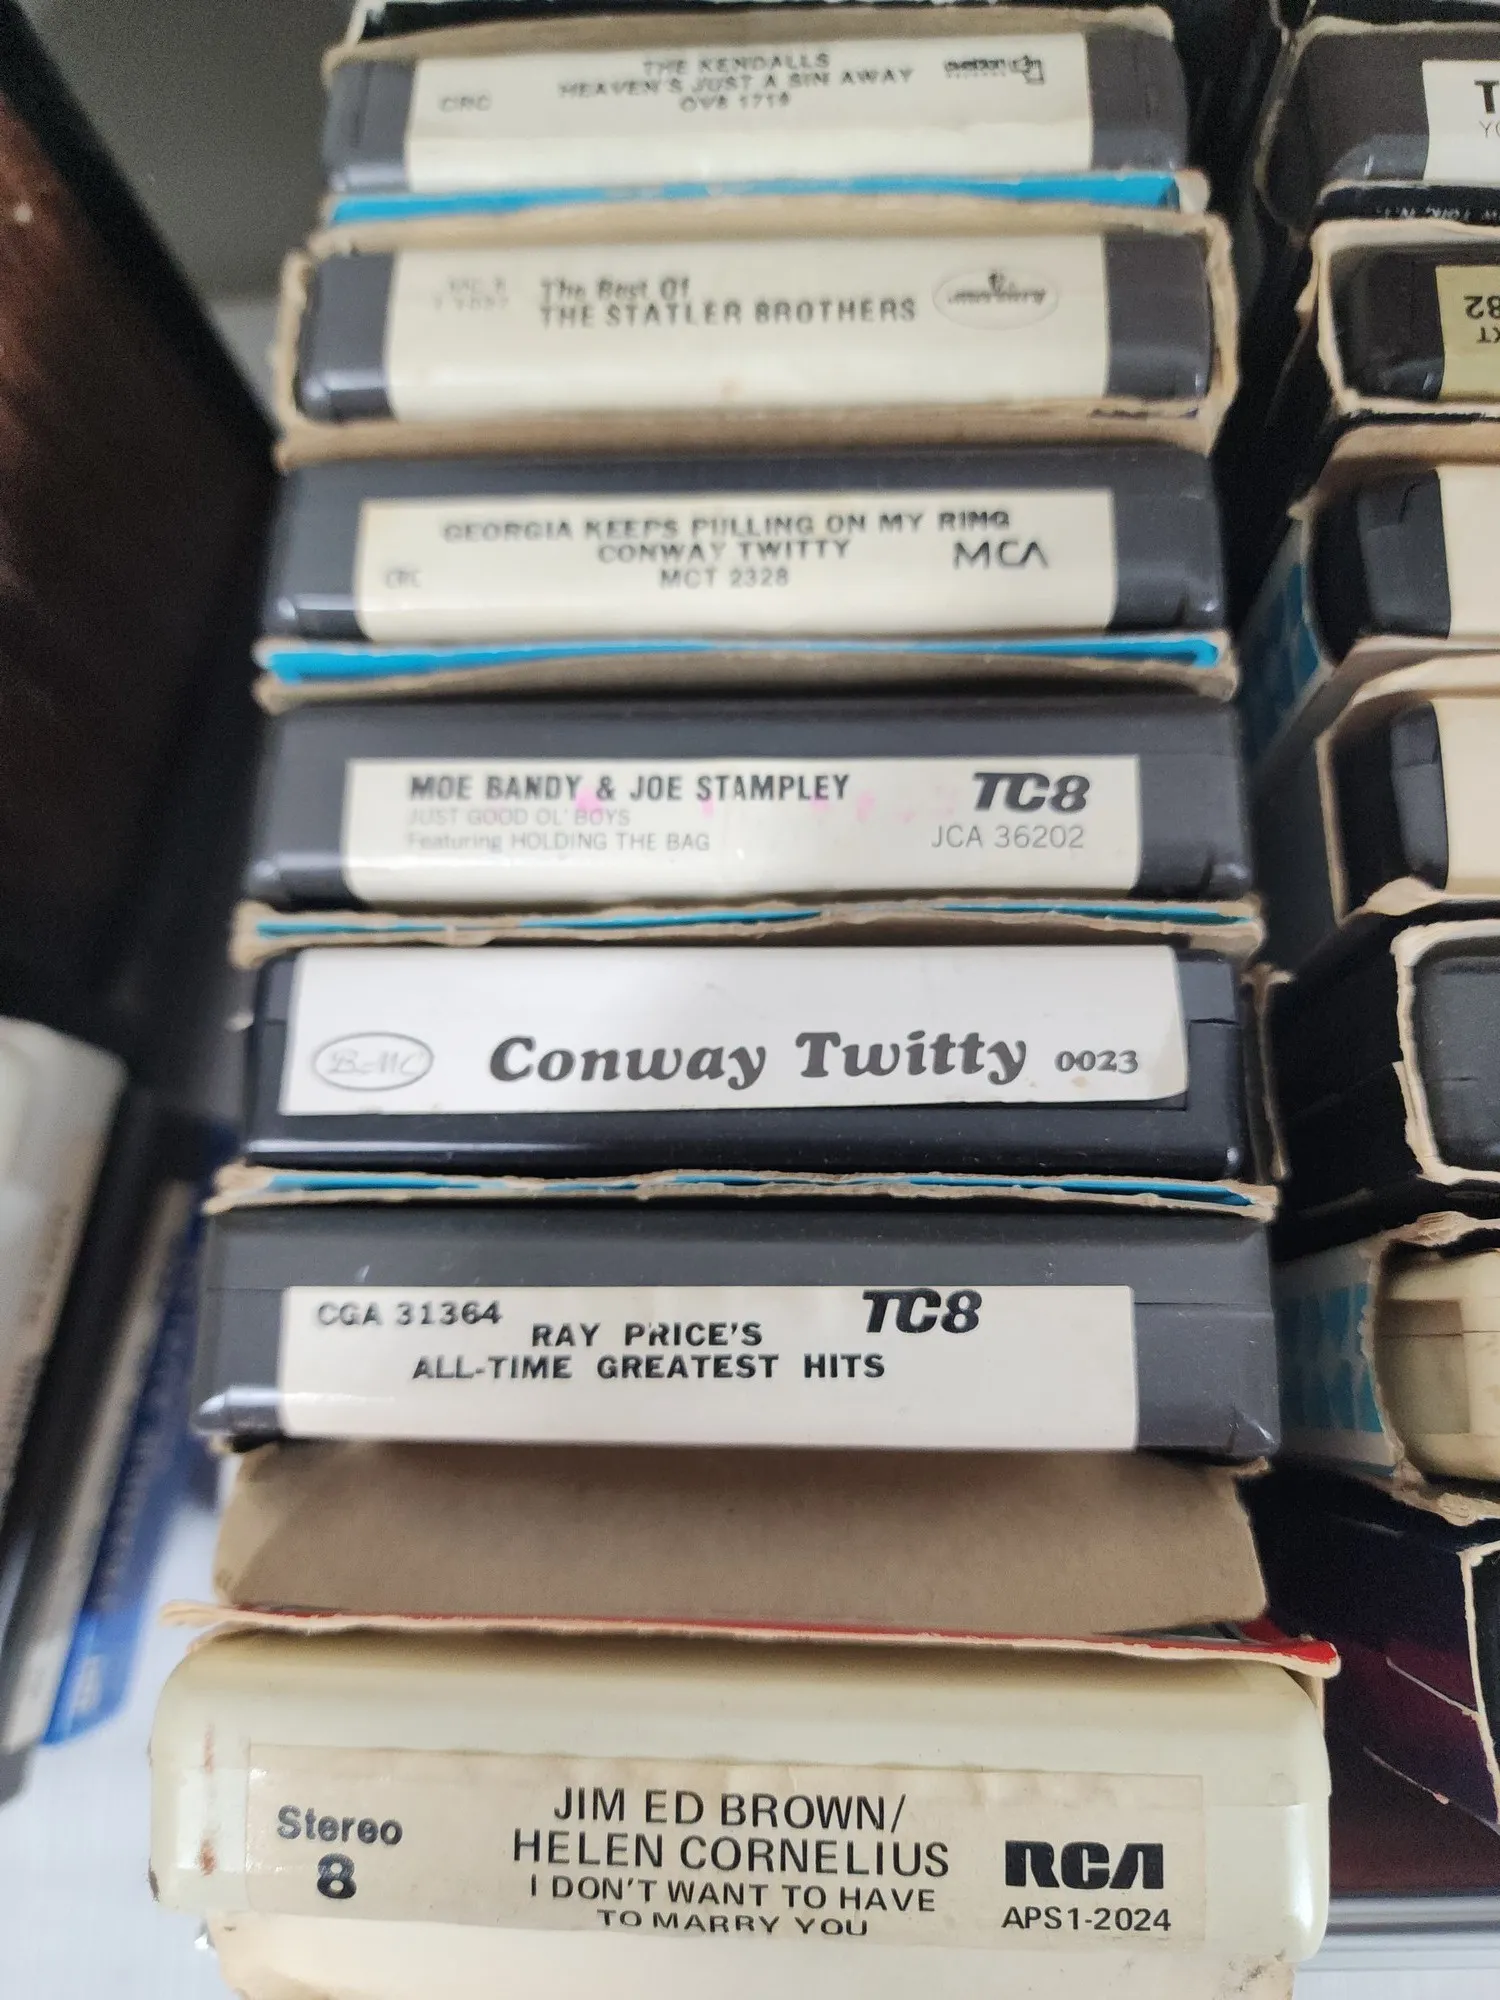 THE KENDALLS
HEAVEN'S JUST A SIN AWAY
CRC
The Best Of
THE STATLER BROTHERS
mercury
GEORGIA KEEPS PULLING ON MY RING
CONWAY TWITTY
MCA
CRC
MCT 2328
MOE BANDY & JOE STAMPLEY
TC8
JUST GOOD OL' BOYS
Featuring HOLDING THE BAG
JCA 36202
Conway Twitty 0023
CGA 31364
TC8
RAY PRICE'S
ALL-TIME GREATEST HITS
Stereo
8
JIM ED BROWN/
HELEN CORNELIUS
I DON'T WANT TO HAVE
TO MARRY YOU
RCA
APS1-2024